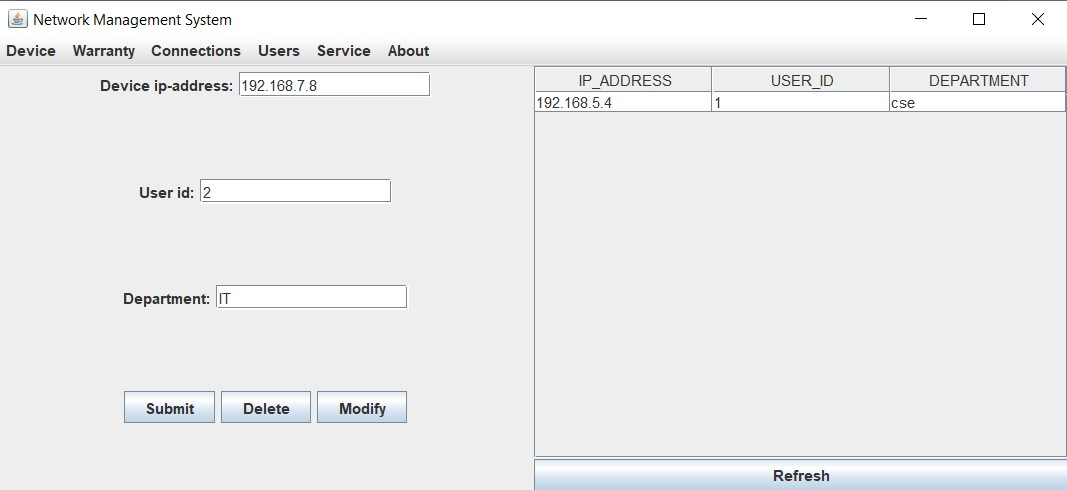 Network Management System
Device Warranty Connections Users Service About
Device ip-address: 192.168.7.8
User id: 2
Department: IT
Submit Delete Modify
IP_ADDRESS USER_ID DEPARTMENT
192.168.5.4 1 cse
Refresh